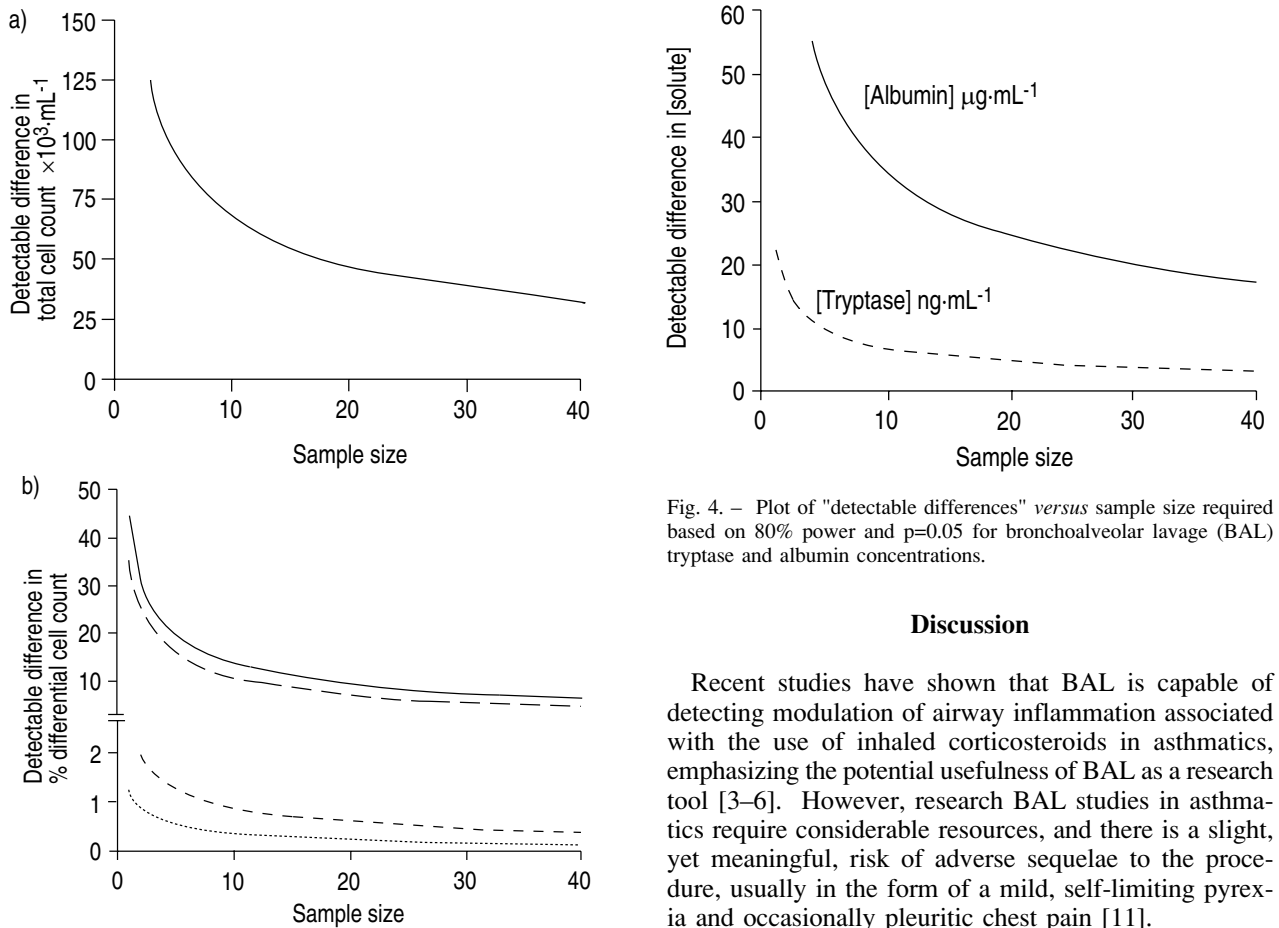 a)
150
125
100
75
50
25
0
Detectable difference in
total cell count ×10³·mL⁻¹
0 10 20 30 40
Sample size
b)
50
40
30
20
10
2
1
0
Detectable difference in
% differential cell count
0 10 20 30 40
Sample size
60
50
40
30
20
10
0
Detectable difference in [solute]
[Albumin] μg·mL⁻¹
[Tryptase] ng·mL⁻¹
0 10 20 30 40
Sample size
Fig. 4. – Plot of "detectable differences" versus sample size required
based on 80% power and p=0.05 for bronchoalveolar lavage (BAL)
tryptase and albumin concentrations.
Discussion
Recent studies have shown that BAL is capable of
detecting modulation of airway inflammation associated
with the use of inhaled corticosteroids in asthmatics,
emphasizing the potential usefulness of BAL as a research
tool [3–6]. However, research BAL studies in asthma-
tics require considerable resources, and there is a slight,
yet meaningful, risk of adverse sequelae to the proce-
dure, usually in the form of a mild, self-limiting pyrex-
ia and occasionally pleuritic chest pain [11].